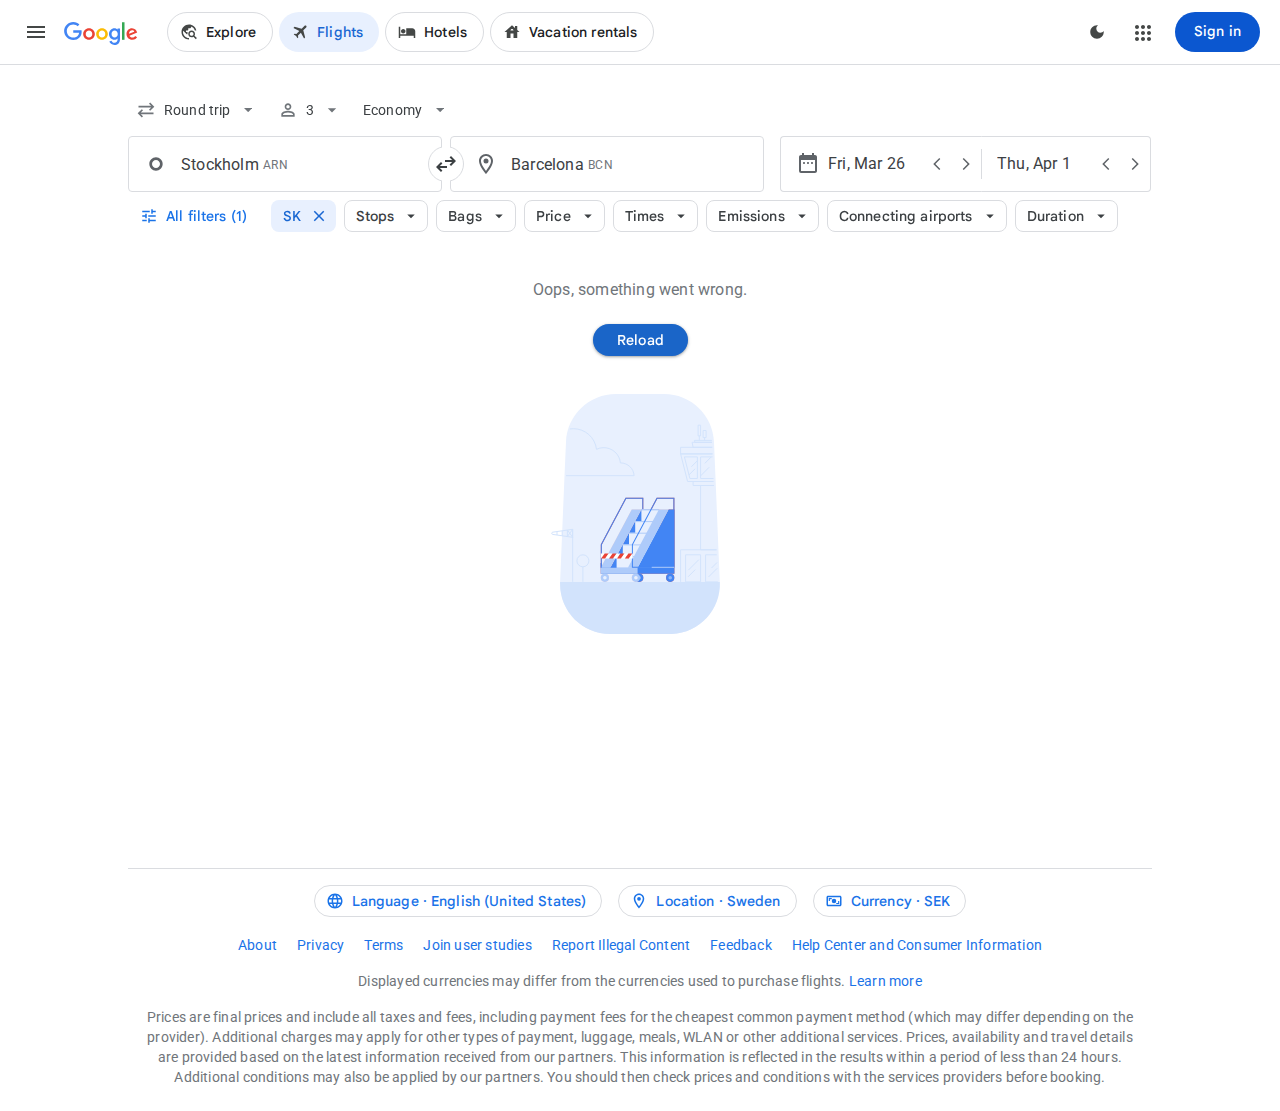 Google Explore Flights Hotels Vacation rentals Sign in
Round trip 3 Economy
Stockholm ARN Barcelona BCN Fri, Mar 26 Thu, Apr 1
All filters (1) SK Stops Bags Price Times Emissions Connecting airports Duration
Oops, something went wrong.
Reload
Language · English (United States) Location · Sweden Currency · SEK
About Privacy Terms Join user studies Report Illegal Content Feedback Help Center and Consumer Information
Displayed currencies may differ from the currencies used to purchase flights. Learn more
Prices are final prices and include all taxes and fees, including payment fees for the cheapest common payment method (which may differ depending on the
provider). Additional charges may apply for other types of payment, luggage, meals, WLAN or other additional services. Prices, availability and travel details
are provided based on the latest information received from our partners. This information is reflected in the results within a period of less than 24 hours.
Additional conditions may also be applied by our partners. You should then check prices and conditions with the services providers before booking.